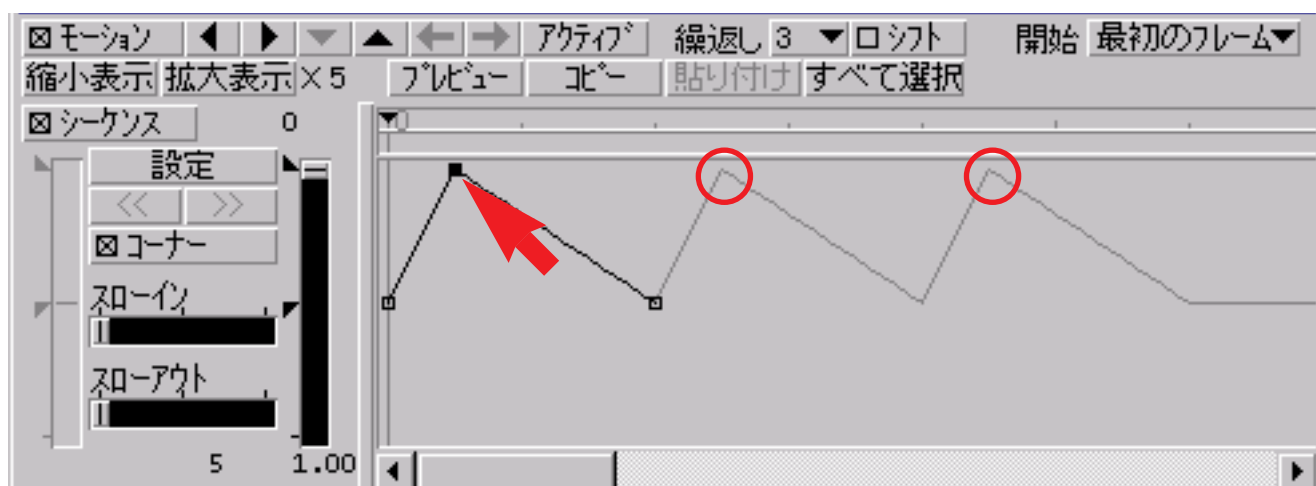 モーション アクティブ 繰返し 3 シフト 開始 最初のフレーム
縮小表示 拡大表示 ×5 プレビュー コピー 貼り付け すべて選択
シーケンス 0 0
設定
<< >>
コーナー
スローイン
スローアウト
5 1.00